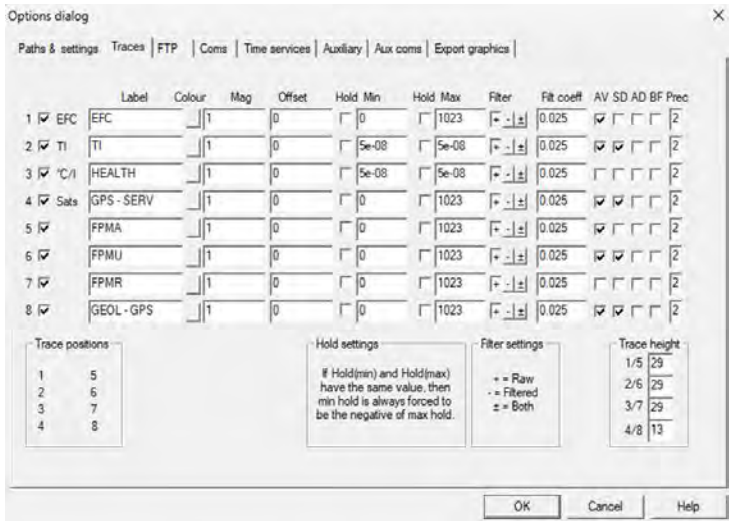 Options dialog
Paths & settings Traces FTP Coms Time services Auxiliary Aux coms Export graphics
Label Colour Mag Offset Hold Min Hold Max Filter Filt coeff AV SD AD BF Prec
1 EFC EFC 1 0 0 1023 + - ± 0.025 2
2 TI TI 1 0 5e-08 5e-08 + - ± 0.025 2
3 °C/I HEALTH 1 0 5e-08 5e-08 + - ± 0.025 2
4 Sats GPS - SERV 1 0 0 1023 + - ± 0.025 2
5 FPMA 1 0 0 1023 + - ± 0.025 2
6 FPMU 1 0 0 1023 + - ± 0.025 2
7 FPMR 1 0 0 1023 + - ± 0.025 2
8 GEOL - GPS 1 0 0 1023 + - ± 0.025 2
Trace positions
1 5
2 6
3 7
4 8
Hold settings
If Hold(min) and Hold(max)
have the same value, then
min hold is always forced to
be the negative of max hold.
Filter settings
+ = Raw
- = Filtered
± = Both
Trace height
1/5 29
2/6 29
3/7 29
4/8 13
OK Cancel Help